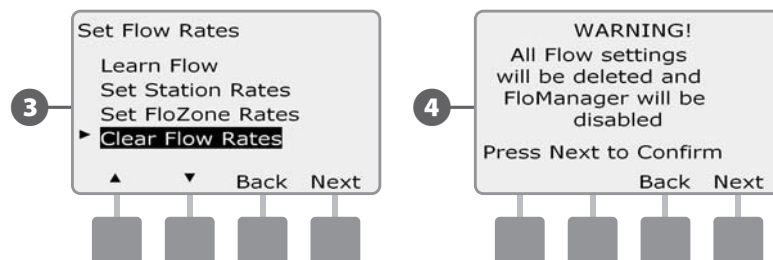 3
Set Flow Rates
Learn Flow
Set Station Rates
Set FloZone Rates
► Clear Flow Rates
▲ ▼ Back Next
4
WARNING!
All Flow settings
will be deleted and
FloManager will be
disabled
Press Next to Confirm
Back Next